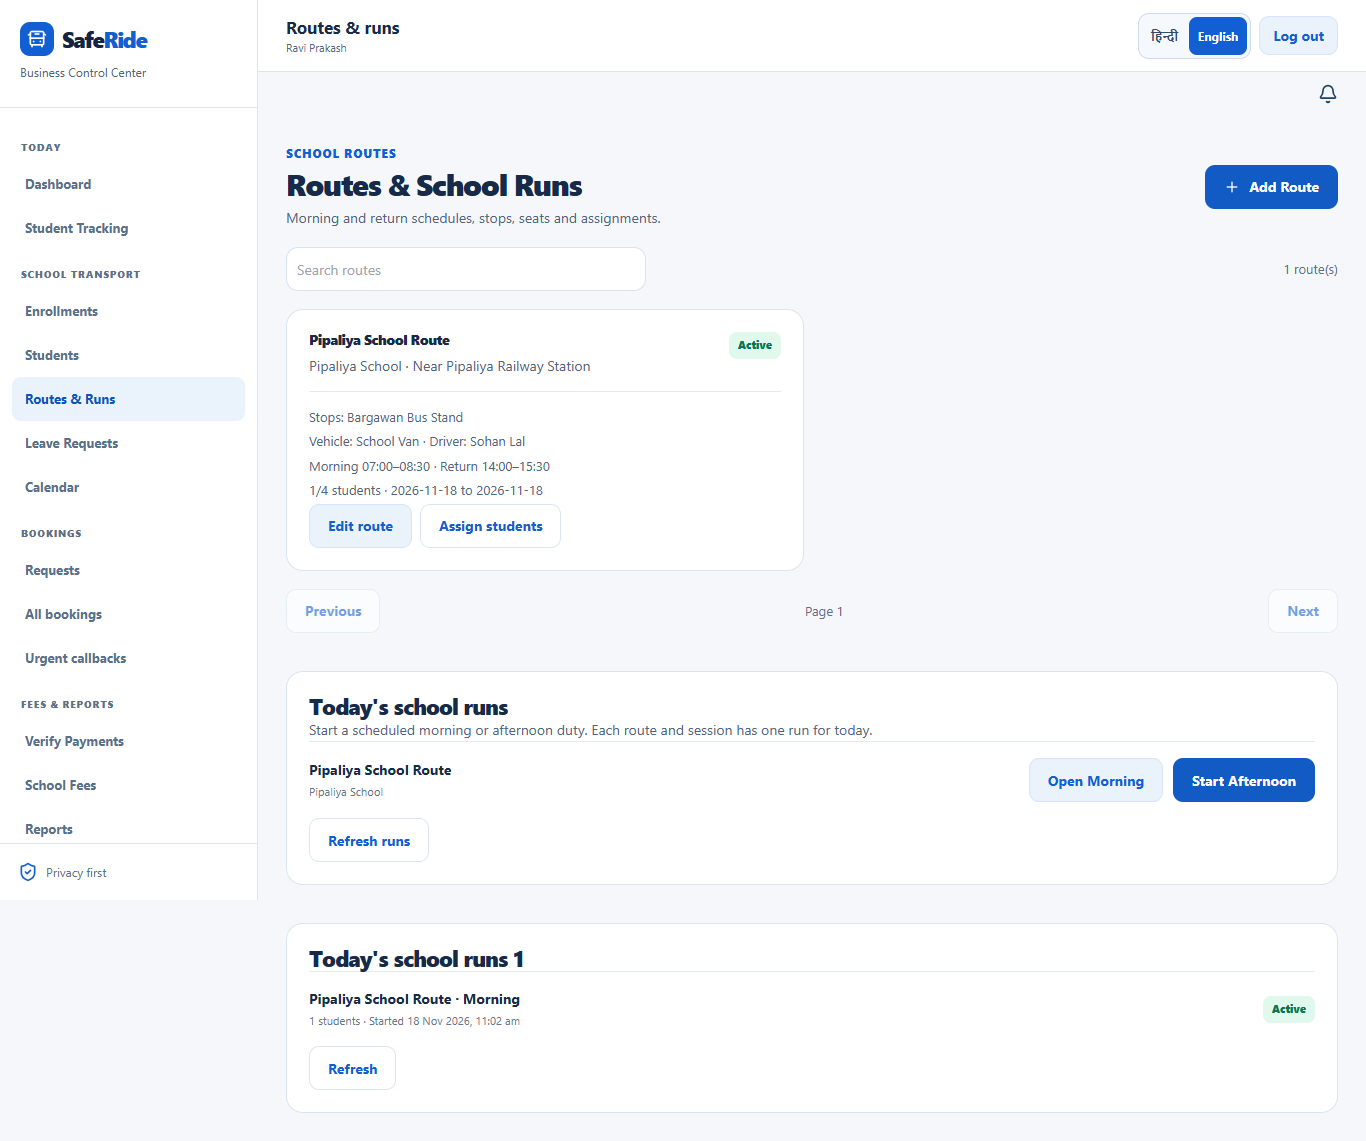 SafeRide
Business Control Center
TODAY
Dashboard
Student Tracking
SCHOOL TRANSPORT
Enrollments
Students
Routes & Runs
Leave Requests
Calendar
BOOKINGS
Requests
All bookings
Urgent callbacks
FEES & REPORTS
Verify Payments
School Fees
Reports
Privacy first
Routes & runs
Ravi Prakash
हिन्दी English Log out
SCHOOL ROUTES
Routes & School Runs
Morning and return schedules, stops, seats and assignments.
+ Add Route
Search routes
1 route(s)
Pipaliya School Route
Active
Pipaliya School · Near Pipaliya Railway Station
Stops: Bargawan Bus Stand
Vehicle: School Van · Driver: Sohan Lal
Morning 07:00–08:30 · Return 14:00–15:30
1/4 students · 2026-11-18 to 2026-11-18
Edit route Assign students
Previous Page 1 Next
Today's school runs
Start a scheduled morning or afternoon duty. Each route and session has one run for today.
Pipaliya School Route
Pipaliya School
Open Morning Start Afternoon
Refresh runs
Today's school runs 1
Pipaliya School Route · Morning
1 students · Started 18 Nov 2026, 11:02 am
Active
Refresh